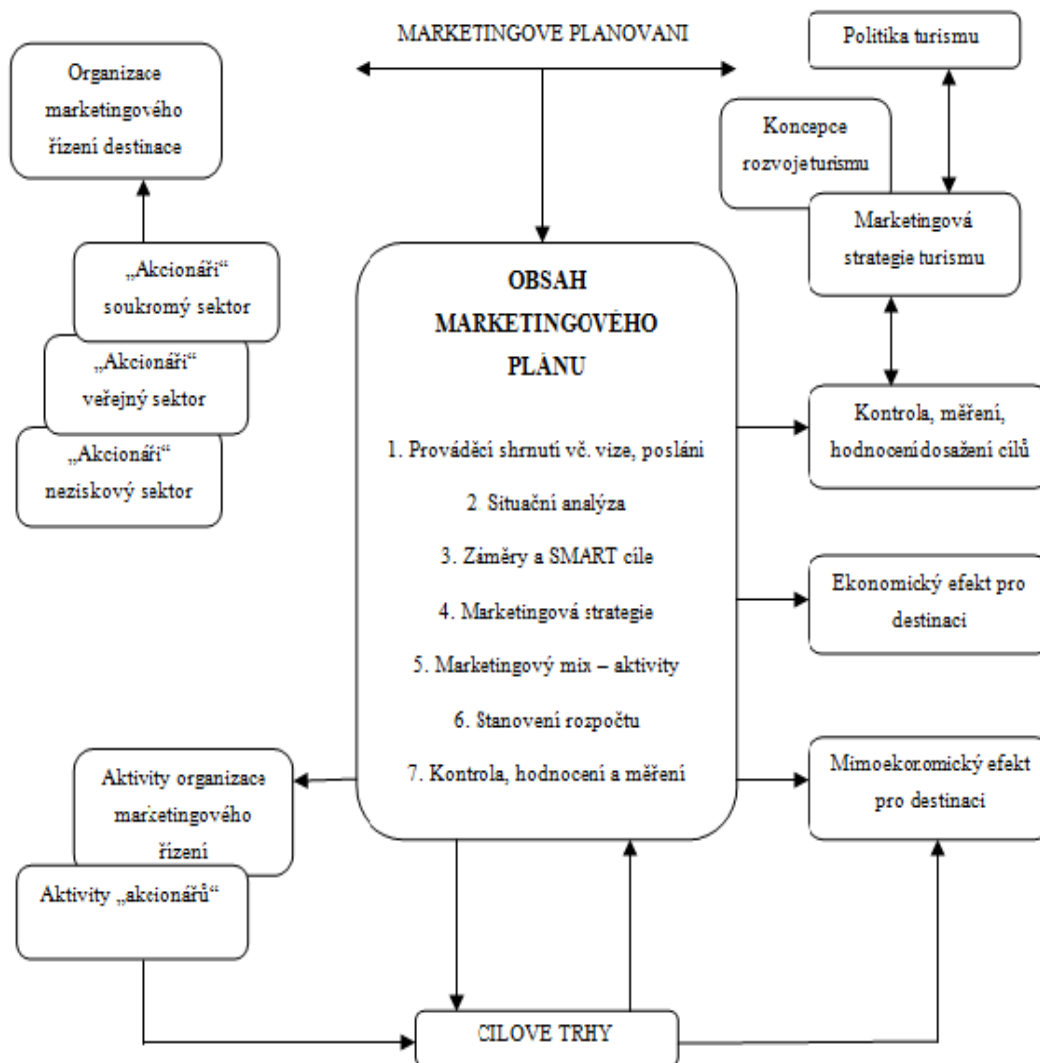 MARKETINGOVE PLANOVANI
Politika turismu
Organizace
marketingového
řízení destinace
Koncepce
rozvoje turismu
Marketingová
strategie turismu
„Akcionáři“
soukromý sektor
„Akcionáři“
veřejný sektor
„Akcionáři“
neziskový sektor
OBSAH
MARKETINGOVÉHO
PLÁNU
1. Prováděcí shrnutí vč. vize, poslání
2. Situační analýza
3. Záměry a SMART cíle
4. Marketingová strategie
5. Marketingový mix – aktivity
6. Stanovení rozpočtu
7. Kontrola, hodnocení a měření
Kontrola, měření,
hodnocení dosažení cílů
Ekonomický efekt pro
destinaci
Mimoekonomický efekt
pro destinaci
Aktivity organizace
marketingového
řízení
Aktivity „akcionářů“
CILOVE TRHY